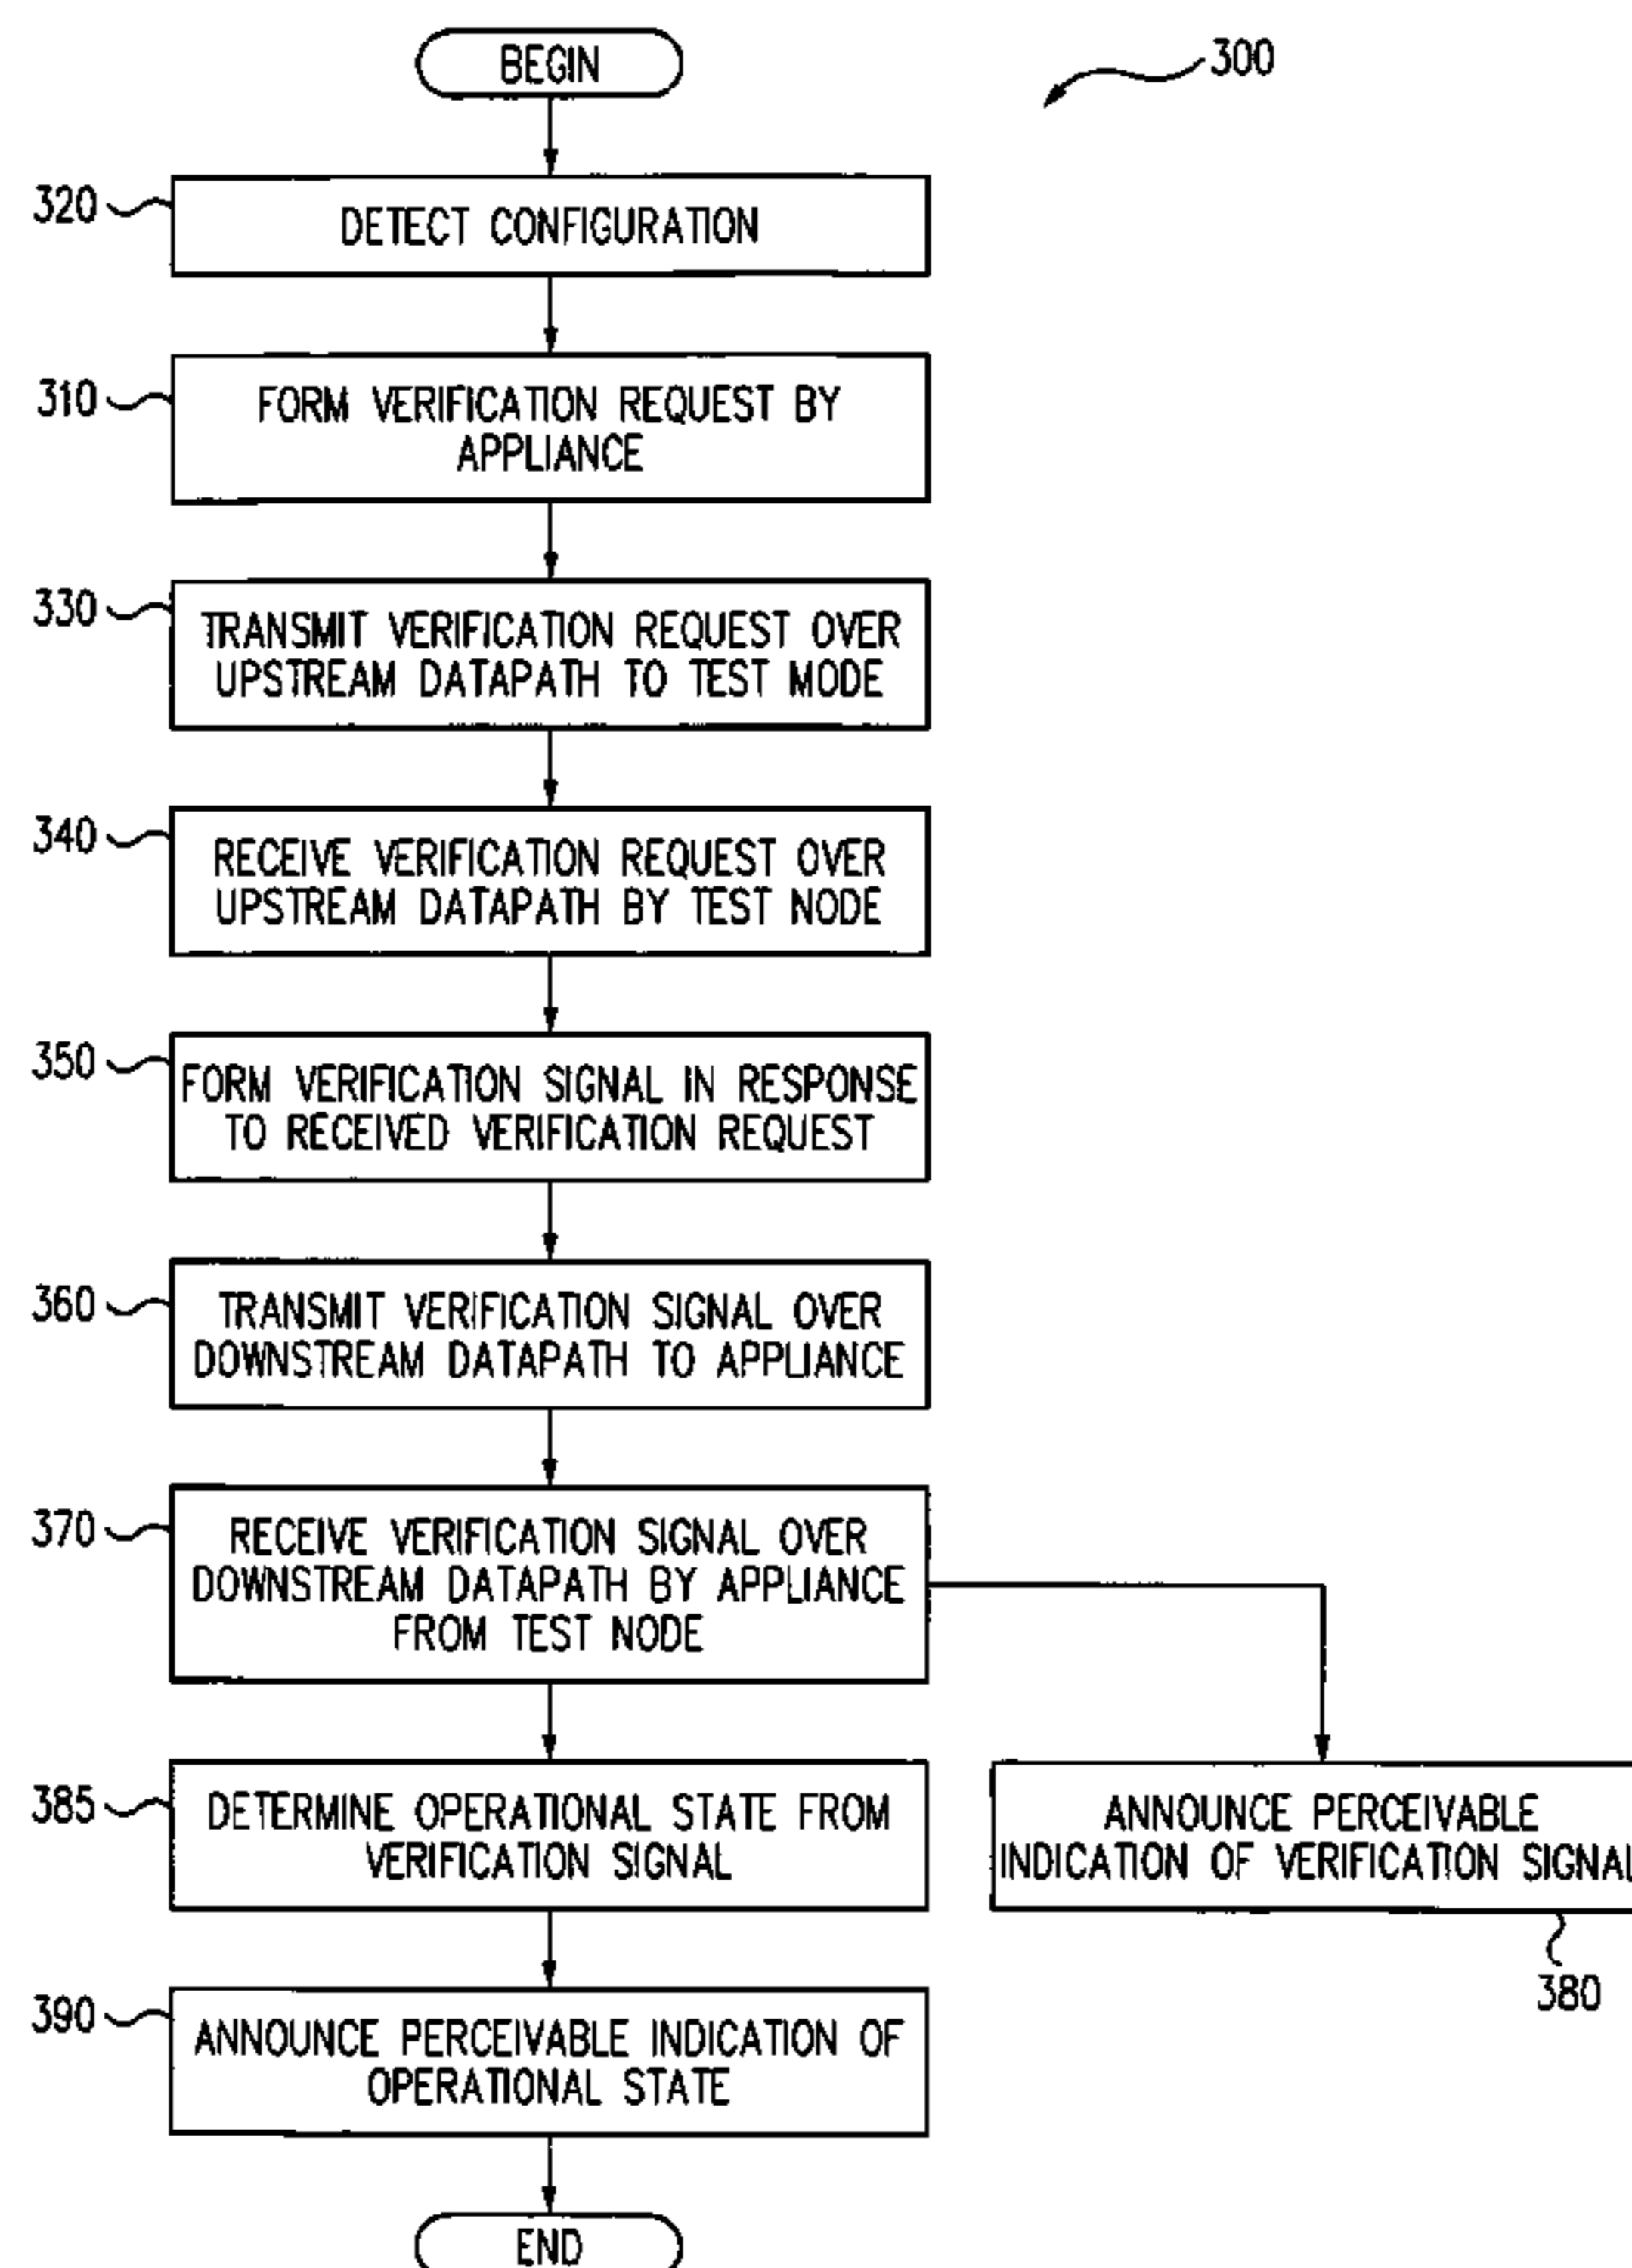 BEGIN
300
320
DETECT CONFIGURATION
310
FORM VERIFICATION REQUEST BY
APPLIANCE
330
TRANSMIT VERIFICATION REQUEST OVER
UPSTREAM DATAPATH TO TEST MODE
340
RECEIVE VERIFICATION REQUEST OVER
UPSTREAM DATAPATH BY TEST NODE
350
FORM VERIFICATION SIGNAL IN RESPONSE
TO RECEIVED VERIFICATION REQUEST
360
TRANSMIT VERIFICATION SIGNAL OVER
DOWNSTREAM DATAPATH TO APPLIANCE
370
RECEIVE VERIFICATION SIGNAL OVER
DOWNSTREAM DATAPATH BY APPLIANCE
FROM TEST NODE
385
DETERMINE OPERATIONAL STATE FROM
VERIFICATION SIGNAL
ANNOUNCE PERCEIVABLE
INDICATION OF VERIFICATION SIGNAL
380
390
ANNOUNCE PERCEIVABLE INDICATION OF
OPERATIONAL STATE
END